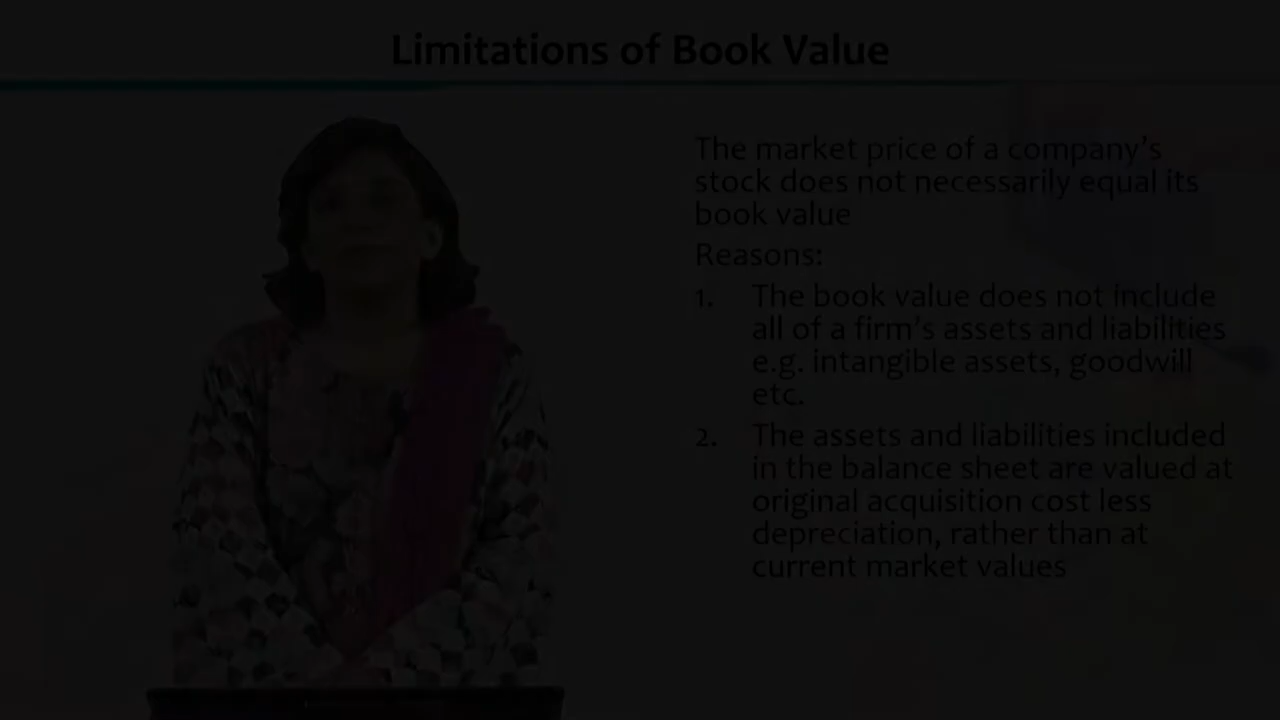 Limitations of Book Value
The market price of a company's
stock does not necessarily equal its
book value
Reasons:
1. The book value does not include
all of a firm's assets and liabilities
e.g. intangible assets, goodwill
etc.
2. The assets and liabilities included
in the balance sheet are valued at
original acquisition cost less
depreciation, rather than at
current market values